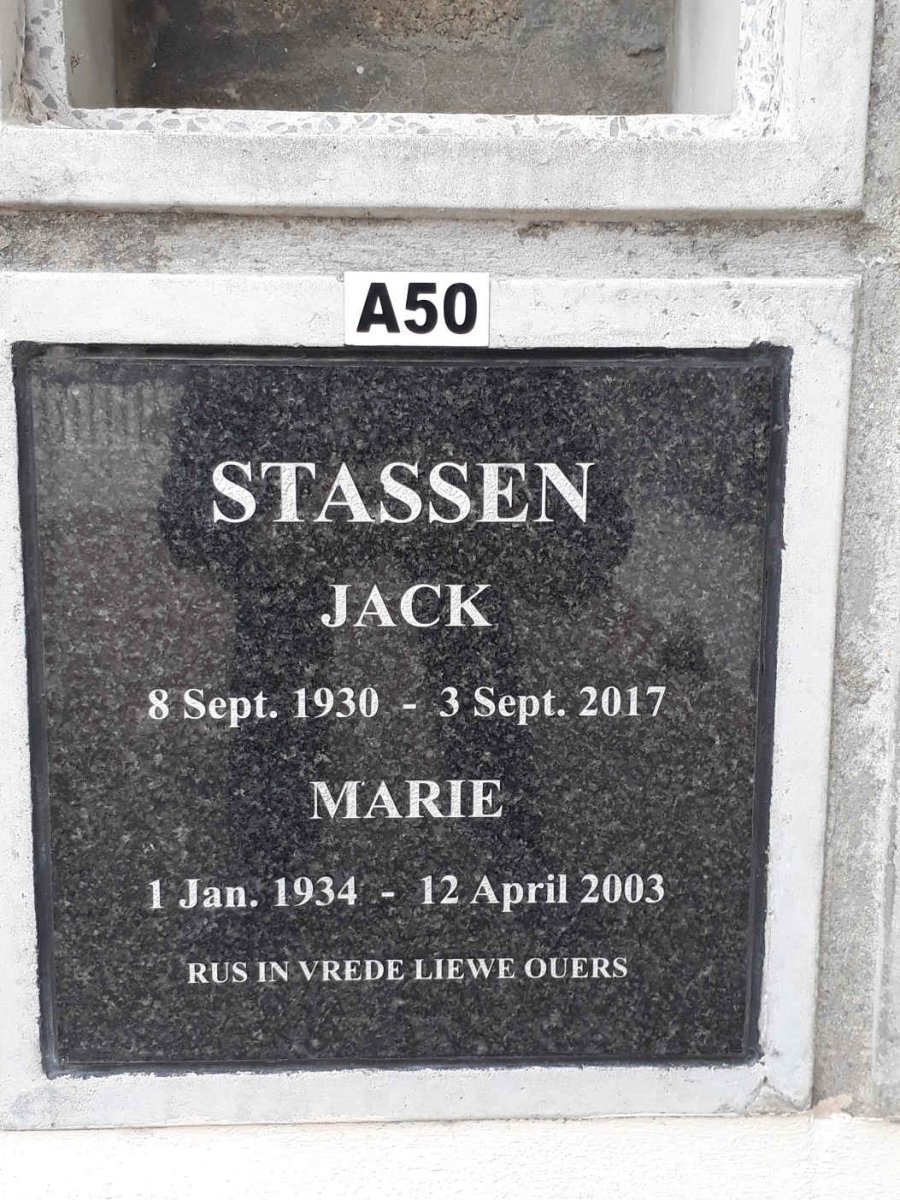 A50
STASSEN
JACK
8 Sept. 1930 - 3 Sept. 2017
MARIE
1 Jan. 1934 - 12 April 2003
RUS IN VREDE LIEWE OUERS